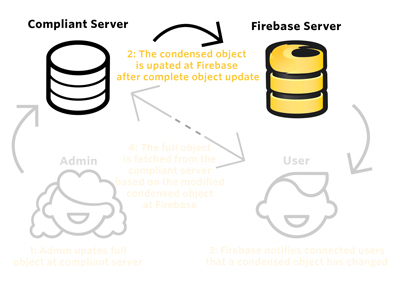 Compliant Server
Firebase Server
2: The condensed object
is upated at Firebase
after complete object update
4: The full object
is fetched from the
compliant server
based on the modified
condensed object
at Firebase
Admin
User
1: Admin upates full
object at compliant server
3: Firebase notifies connected users
that a condensed object has changed